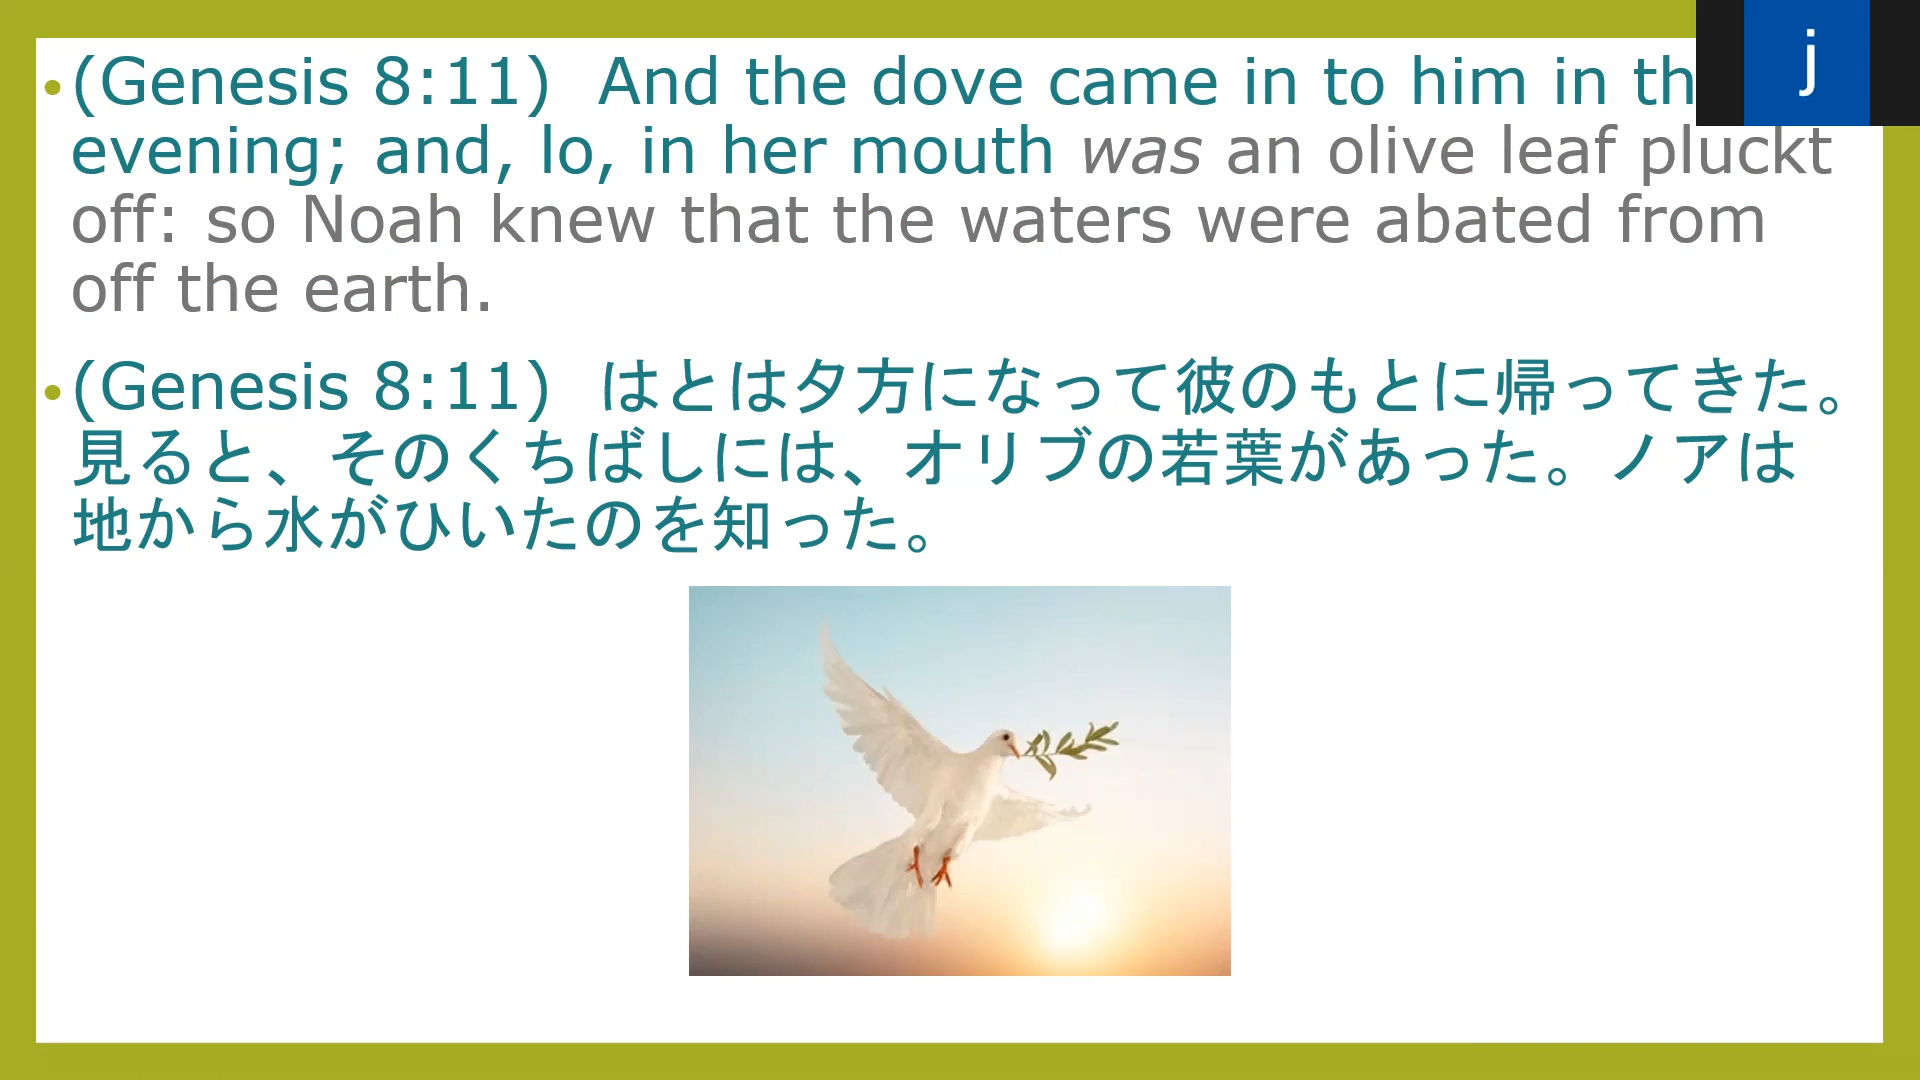 •(Genesis 8:11)  And the dove came in to him in th
j
evening; and, lo, in her mouth was an olive leaf pluckt
off: so Noah knew that the waters were abated from
off the earth.
•(Genesis 8:11)  はとは夕方になって彼のもとに帰ってきた。
見ると、そのくちばしには、オリブの若葉があった。ノアは
地から水がひいたのを知った。